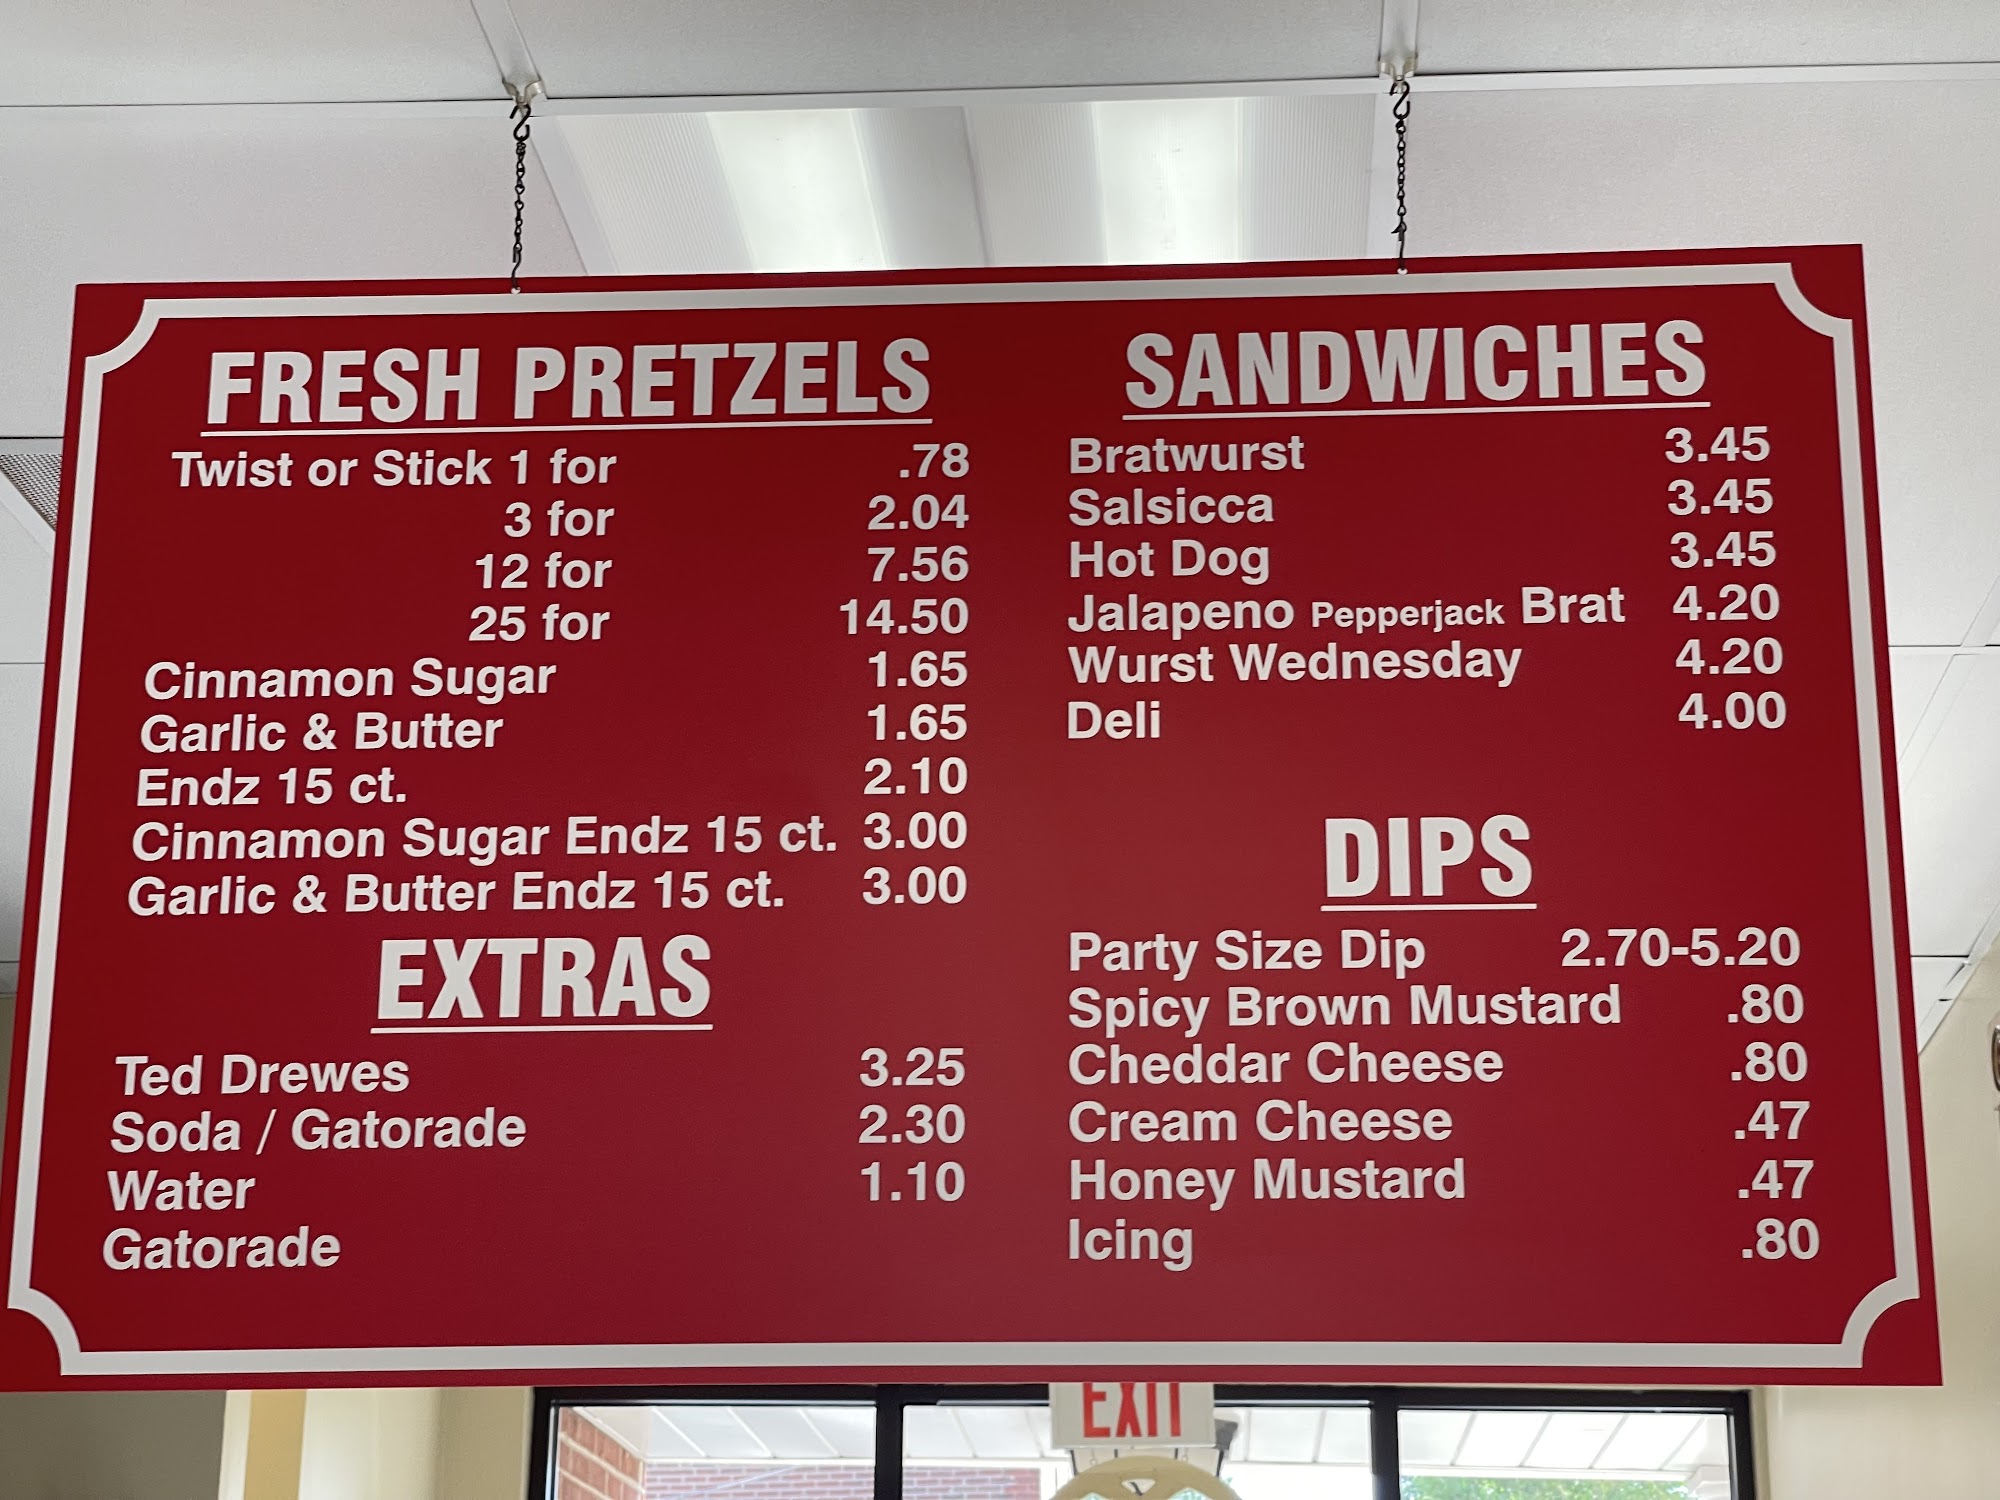 FRESH PRETZELS
Twist or Stick 1 for .78
3 for 2.04
12 for 7.56
25 for 14.50
Cinnamon Sugar 1.65
Garlic & Butter 1.65
Endz 15 ct. 2.10
Cinnamon Sugar Endz 15 ct. 3.00
Garlic & Butter Endz 15 ct. 3.00
EXTRAS
Ted Drewes 3.25
Soda / Gatorade 2.30
Water 1.10
Gatorade
SANDWICHES
Bratwurst 3.45
Salsicca 3.45
Hot Dog 3.45
Jalapeno Pepperjack Brat 4.20
Wurst Wednesday 4.20
Deli 4.00
DIPS
Party Size Dip 2.70-5.20
Spicy Brown Mustard .80
Cheddar Cheese .80
Cream Cheese .47
Honey Mustard .47
Icing .80
EXIT